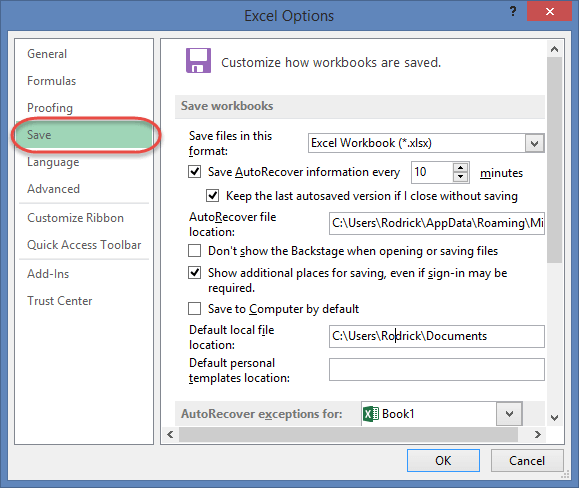 Excel Options
?
General
Formulas
Proofing
Save
Language
Advanced
Customize Ribbon
Quick Access Toolbar
Add-Ins
Trust Center
Customize how workbooks are saved.
Save workbooks
Save files in this format: Excel Workbook (*.xlsx)
Save AutoRecover information every 10 minutes
Keep the last autosaved version if I close without saving
AutoRecover file location: C:\Users\Rodrick\AppData\Roaming\Mi
Don't show the Backstage when opening or saving files
Show additional places for saving, even if sign-in may be
required.
Save to Computer by default
Default local file location: C:\Users\Rodrick\Documents
Default personal templates location:
AutoRecover exceptions for: Book1
OK Cancel